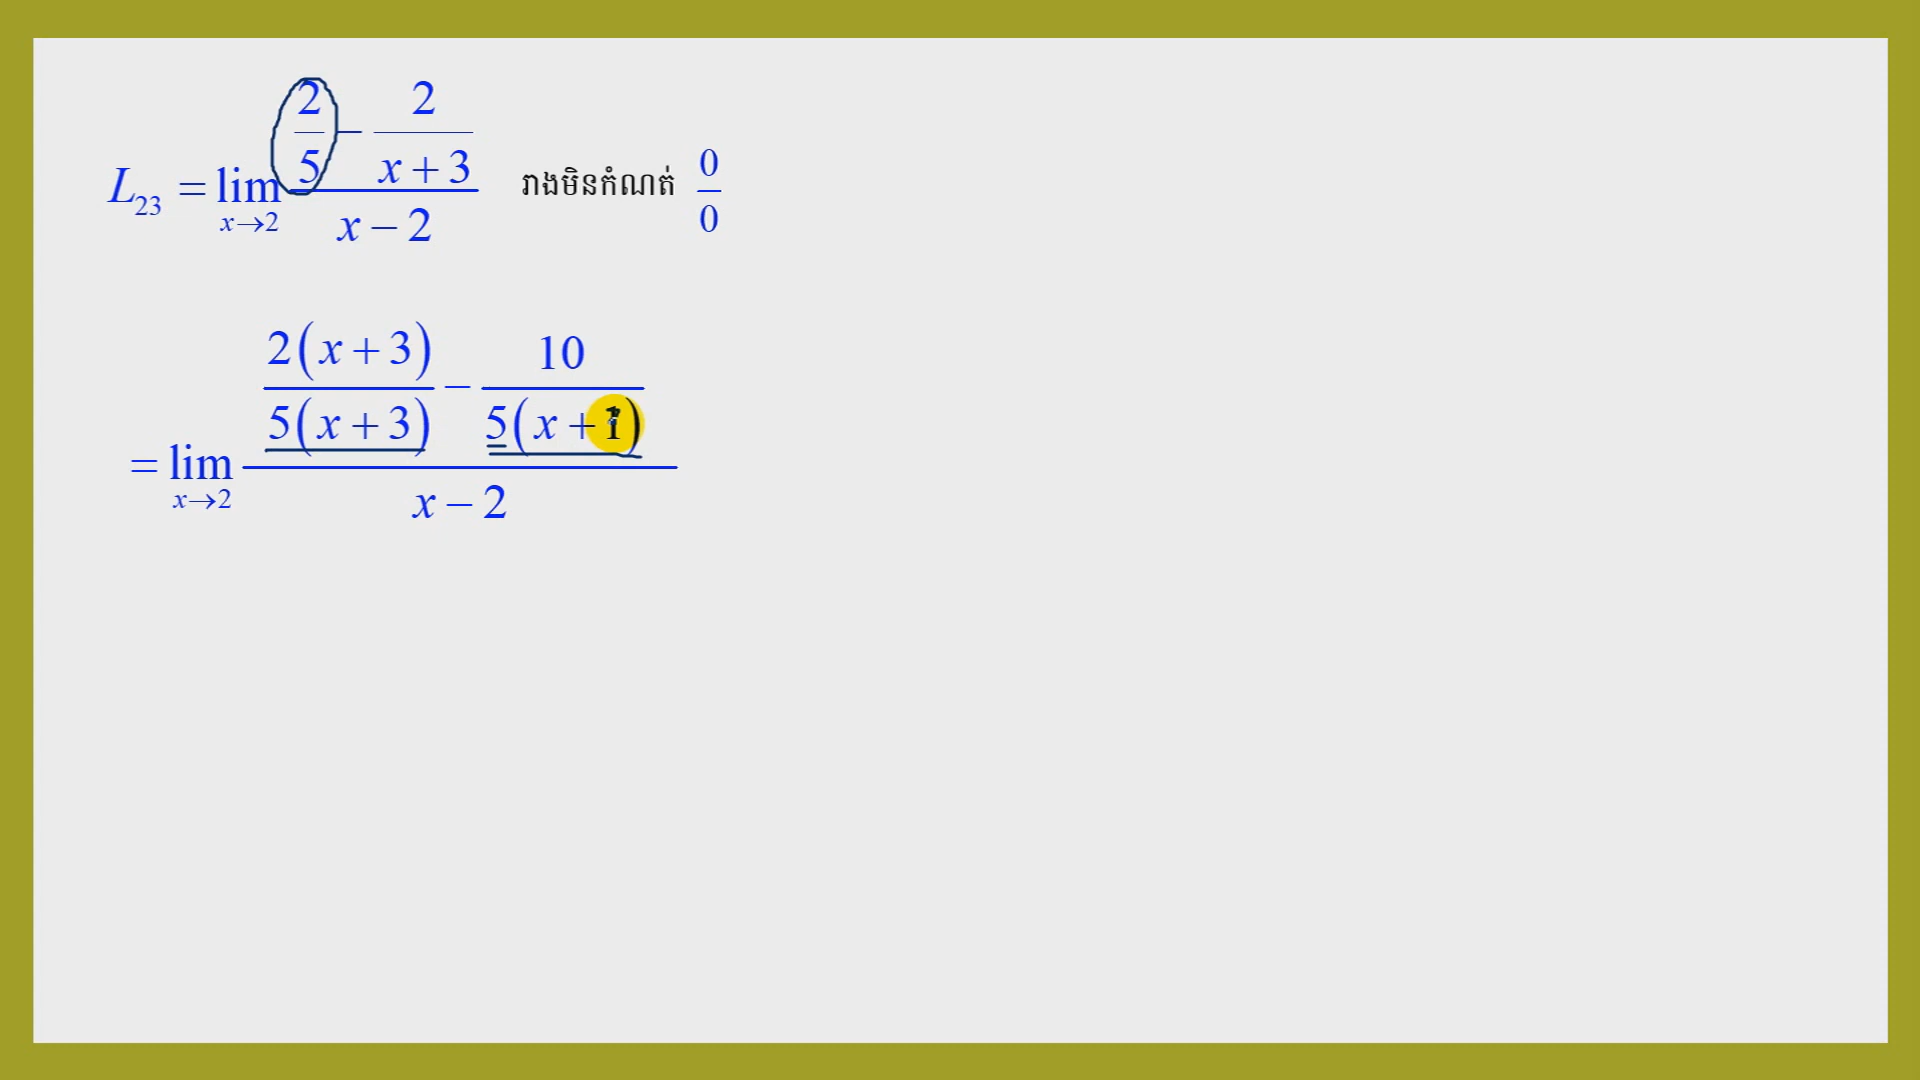 L₂₃ = lim_{x→2} (2/5 − 2/(x + 3))/(x − 2) រាងមិនកំណត់ 0/0
= lim_{x→2} (2(x + 3)/5(x + 3) − 10/5(x + 1))/(x − 2)